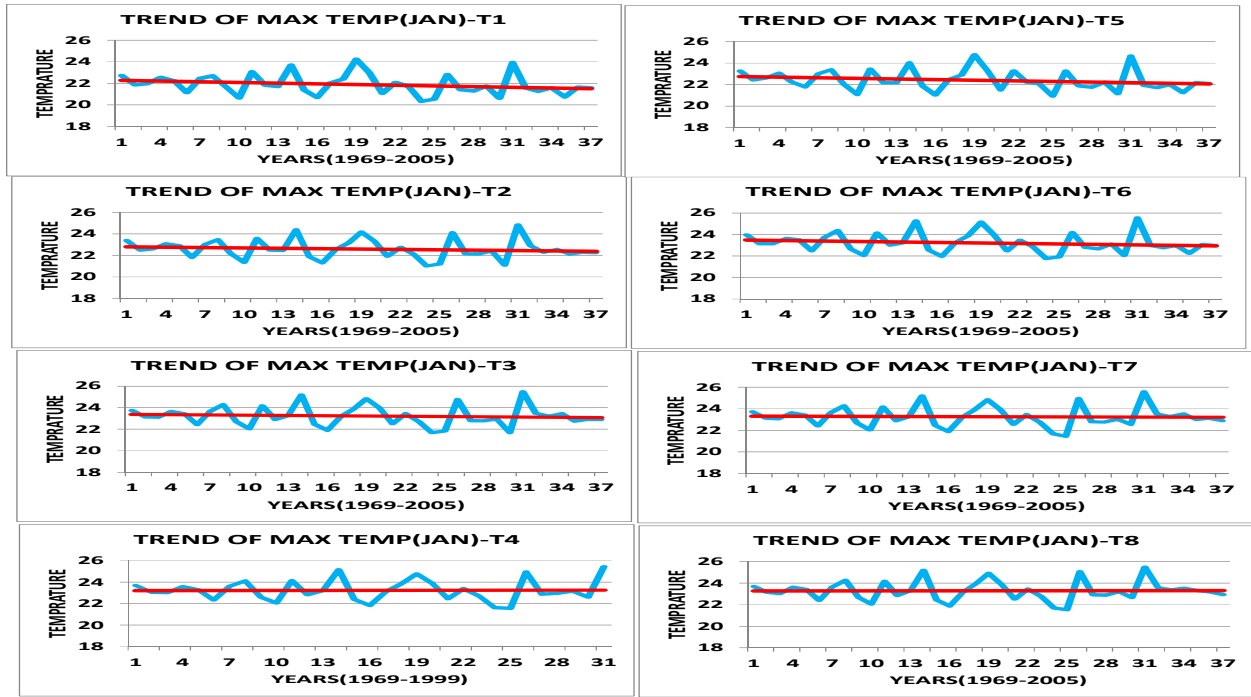 TREND OF MAX TEMP(JAN)-T1
TEMPRATURE
26
24
22
20
18
1 4 7 10 13 16 19 22 25 28 31 34 37
YEARS(1969-2005)
TREND OF MAX TEMP(JAN)-T5
TEMPRATURE
26
24
22
20
18
1 4 7 10 13 16 19 22 25 28 31 34 37
YEARS(1969-2005)
TREND OF MAX TEMP(JAN)-T2
TEMPRATURE
26
24
22
20
18
1 4 7 10 13 16 19 22 25 28 31 34 37
YEARS(1969-2005)
TREND OF MAX TEMP(JAN)-T6
TEMPRATURE
26
24
22
20
18
1 4 7 10 13 16 19 22 25 28 31 34 37
YEARS(1969-2005)
TREND OF MAX TEMP(JAN)-T3
TEMPRATURE
26
24
22
20
18
1 4 7 10 13 16 19 22 25 28 31 34 37
YEARS(1969-2005)
TREND OF MAX TEMP(JAN)-T7
TEMPRATURE
26
24
22
20
18
1 4 7 10 13 16 19 22 25 28 31 34 37
YEARS(1969-2005)
TREND OF MAX TEMP(JAN)-T4
TEMPRATURE
26
24
22
20
18
1 4 7 10 13 16 19 22 25 28 31
YEARS(1969-1999)
TREND OF MAX TEMP(JAN)-T8
TEMPRATURE
26
24
22
20
18
1 4 7 10 13 16 19 22 25 28 31 34 37
YEARS(1969-2005)